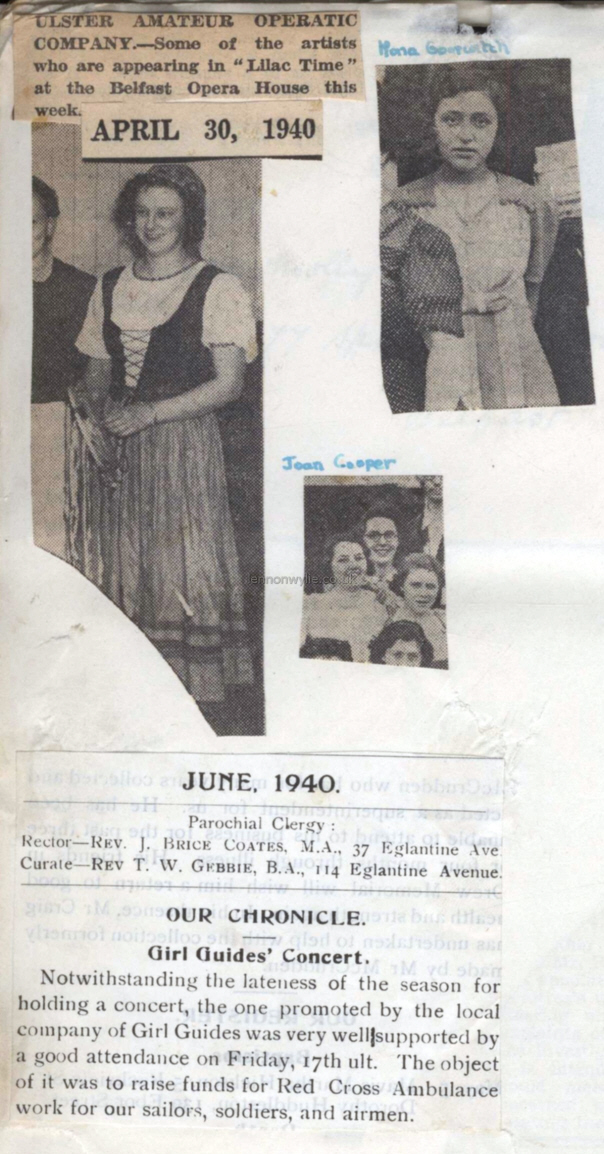 ULSTER AMATEUR OPERATIC
COMPANY.—Some of the artists
who are appearing in "Lilac Time"
at the Belfast Opera House this
week.
APRIL 30, 1940
Mona
Joan Cooper
lennonwylie.co.uk
JUNE, 1940.
Parochial Clergy :
Rector—REV. J. BRICE COATES, M.A., 37 Eglantine Ave
Curate—REV T. W. GEBBIE, B.A., 114 Eglantine Avenue.
OUR CHRONICLE.
Girl Guides' Concert.
Notwithstanding the lateness of the season for
holding a concert, the one promoted by the local
company of Girl Guides was very well supported by
a good attendance on Friday, 17th ult. The object
of it was to raise funds for Red Cross Ambulance
work for our sailors, soldiers, and airmen.